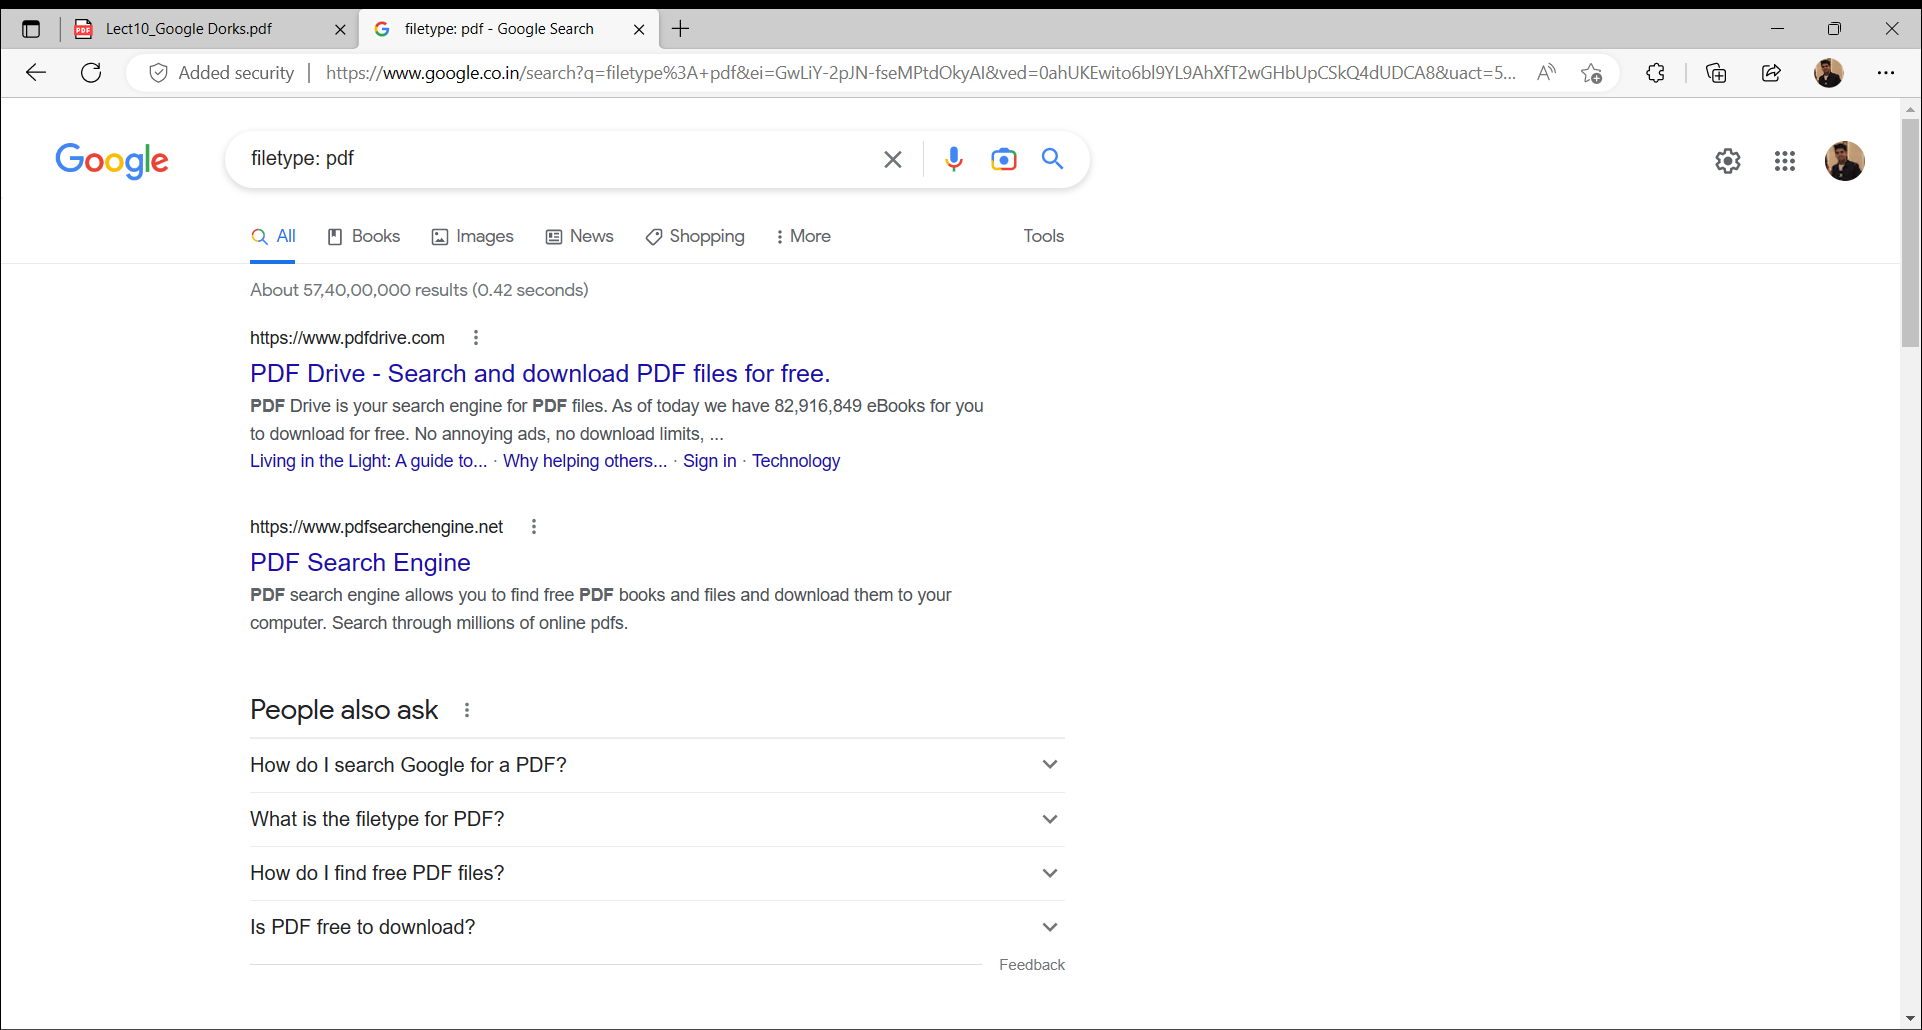 Lect10_Google Dorks.pdf
filetype: pdf - Google Search
Added security
https://www.google.co.in/search?q=filetype%3A+pdf&ei=GwLiY-2pJN-fseMPtdOkyAI&ved=0ahUKEwito6bl9YL9AhXfT2wGHbUpCSkQ4dUDCA8&uact=5...
Google
filetype: pdf
All
Books
Images
News
Shopping
More
Tools
About 57,40,00,000 results (0.42 seconds)
https://www.pdfdrive.com
PDF Drive - Search and download PDF files for free.
PDF Drive is your search engine for PDF files. As of today we have 82,916,849 eBooks for you
to download for free. No annoying ads, no download limits, ...
Living in the Light: A guide to... · Why helping others... · Sign in · Technology
https://www.pdfsearchengine.net
PDF Search Engine
PDF search engine allows you to find free PDF books and files and download them to your
computer. Search through millions of online pdfs.
People also ask
How do I search Google for a PDF?
What is the filetype for PDF?
How do I find free PDF files?
Is PDF free to download?
Feedback